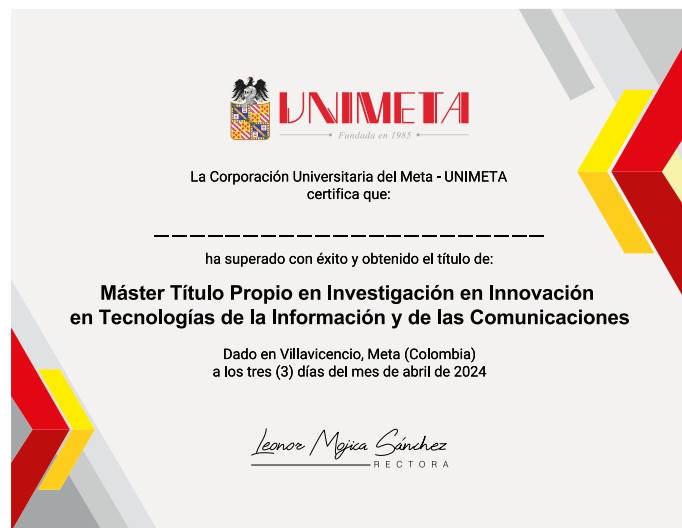 UNIMETA
Fundada en 1985
La Corporación Universitaria del Meta - UNIMETA
certifica que:
ha superado con éxito y obtenido el título de:
Máster Título Propio en Investigación en Innovación
en Tecnologías de la Información y de las Comunicaciones
Dado en Villavicencio, Meta (Colombia)
a los tres (3) días del mes de abril de 2024
Leonor Mojica Sánchez
RECTORA